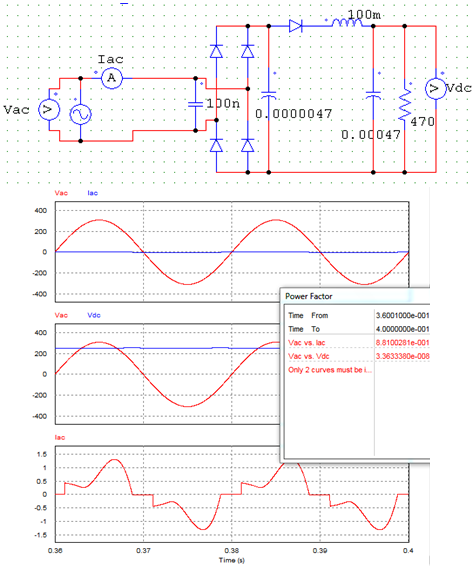 100m
Iac
A
V
Vac
100n
0.0000047
0.00047
470
V
Vdc
Vac Iac
400
200
0
-200
-400
Power Factor
Time From 3.6001000e-001
Time To 4.0000000e-001
Vac vs. Iac 8.8100281e-001
Vac vs. Vdc 3.3633380e-008
Only 2 curves must be i...
Vac Vdc
400
200
0
-200
-400
Iac
1.5
1
0.5
0
-0.5
-1
-1.5
0.36 0.37 0.38 0.39 0.4
Time (s)